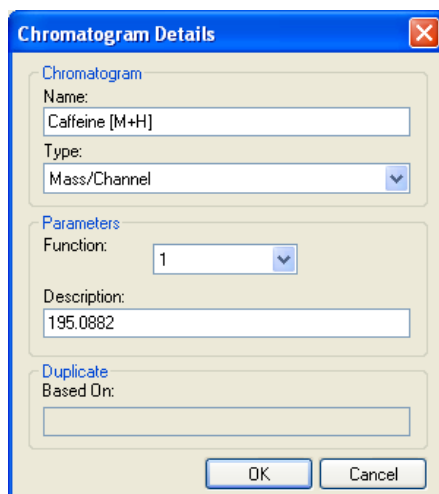 Chromatogram Details
Chromatogram
Name:
Caffeine [M+H]
Type:
Mass/Channel
Parameters
Function:
1
Description:
195.0882
Duplicate
Based On:
OK
Cancel